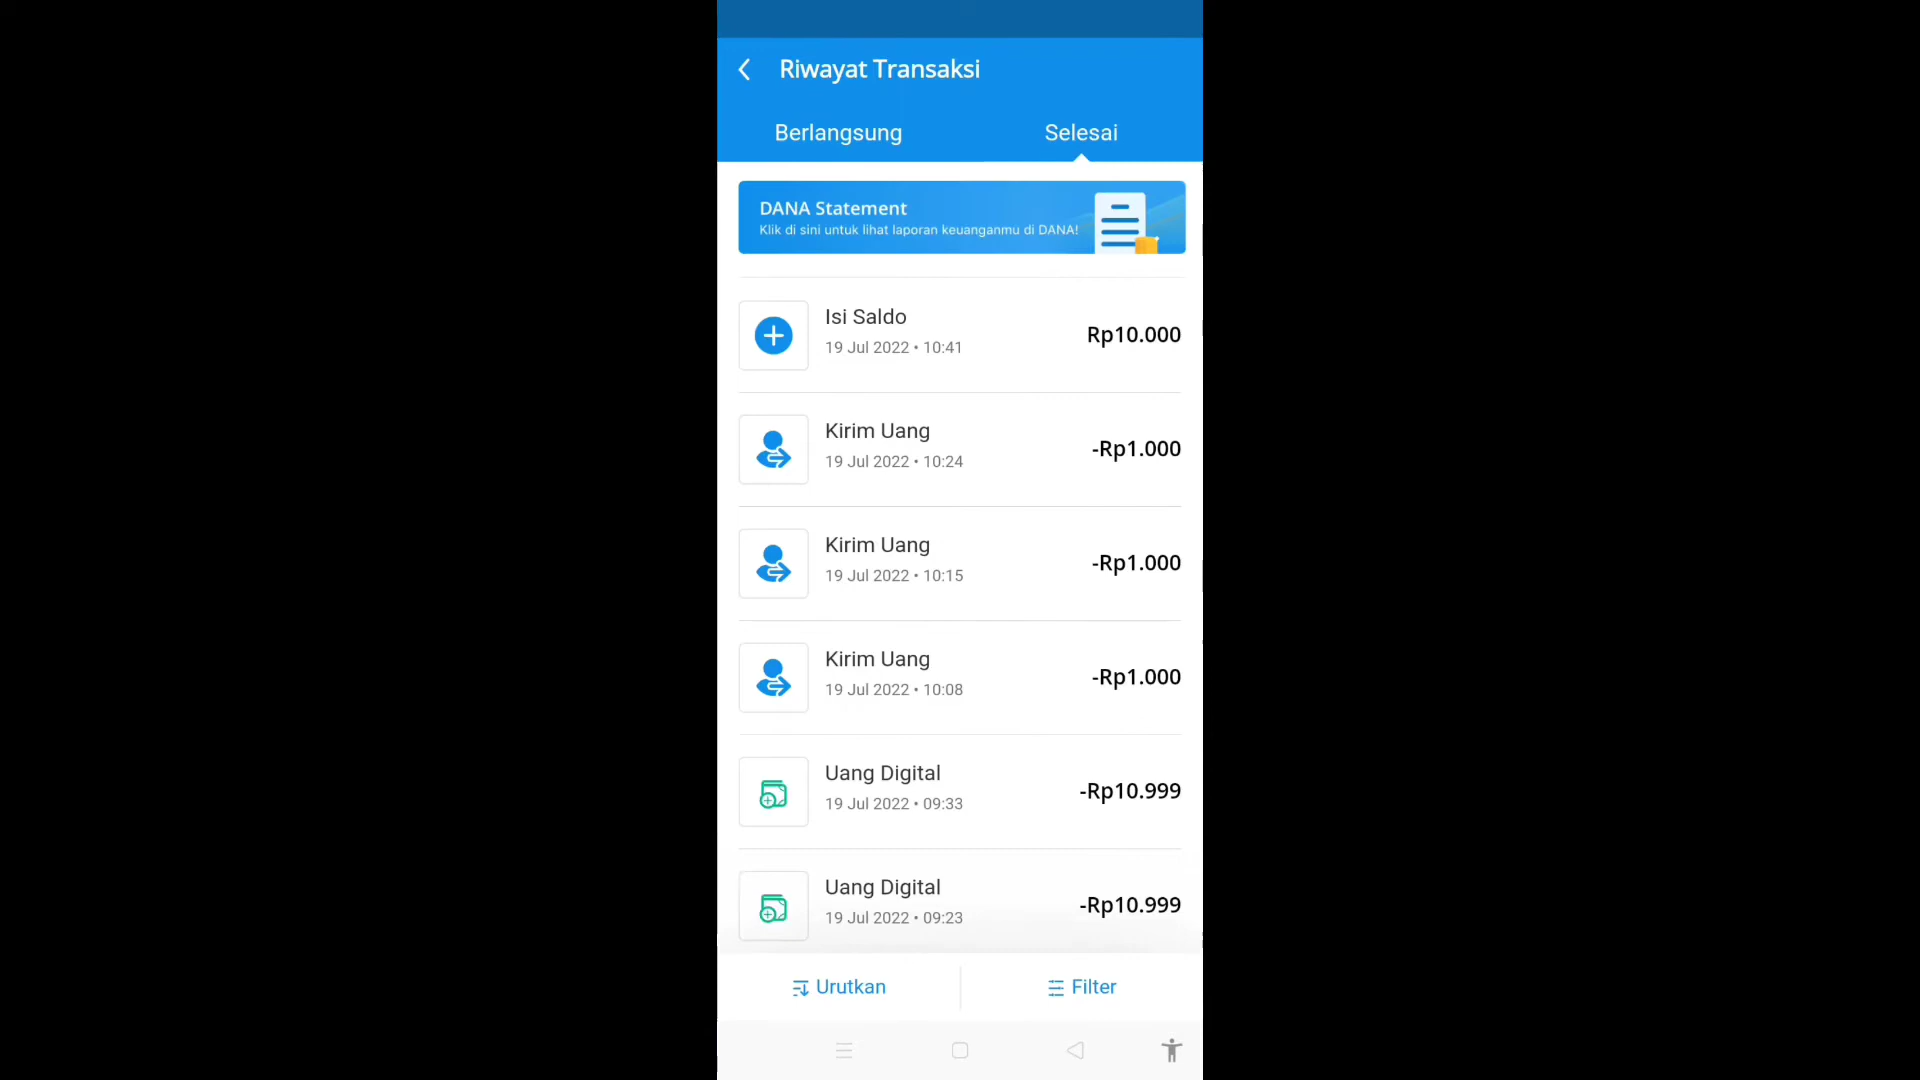 Riwayat Transaksi
Berlangsung
Selesai
DANA Statement
Klik di sini untuk lihat laporan keuanganmu di DANA!
Isi Saldo
Rp10.000
19 Jul 2022 • 10:41
Kirim Uang
-Rp1.000
19 Jul 2022 • 10:24
Kirim Uang
-Rp1.000
19 Jul 2022 • 10:15
Kirim Uang
-Rp1.000
19 Jul 2022 • 10:08
Uang Digital
-Rp10.999
19 Jul 2022 • 09:33
Uang Digital
-Rp10.999
19 Jul 2022 • 09:23
Urutkan
Filter